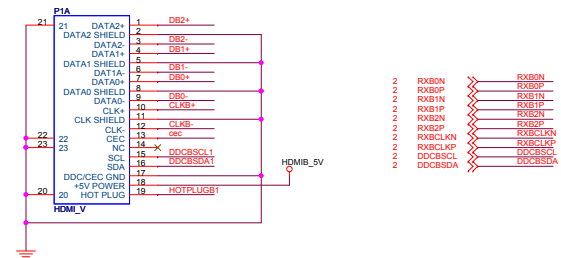 P1A
21 21 DATA2+ 1 DB2+
DATA2 SHIELD 2
DATA2- 3 DB2-
DATA1+ 4 DB1+
DATA1 SHIELD 5
DATA1A- 6 DB1-
DATA0+ 7 DB0+
DATA0 SHIELD 8
DATA0- 9 DB0-
CLK+ 10 CLKB+
CLK SHIELD 11
CLK- 12 CLKB-
22 22 CEC 13 cec
23 23 NC 14
SCL 15 DDCBSCL1
SDA 16 DDCBSDA1
DDC/CEC GND 17
+5V POWER 18
20 20 HOT PLUG 19 HOTPLUGB1
HDMI_V
HDMIB_5V
2 RXB0N RXB0N
2 RXB0P RXB0P
2 RXB1N RXB1N
2 RXB1P RXB1P
2 RXB2N RXB2N
2 RXB2P RXB2P
2 RXBCLKN RXBCLKN
2 RXBCLKP RXBCLKP
2 DDCBSCL DDCBSCL
2 DDCBSDA DDCBSDA